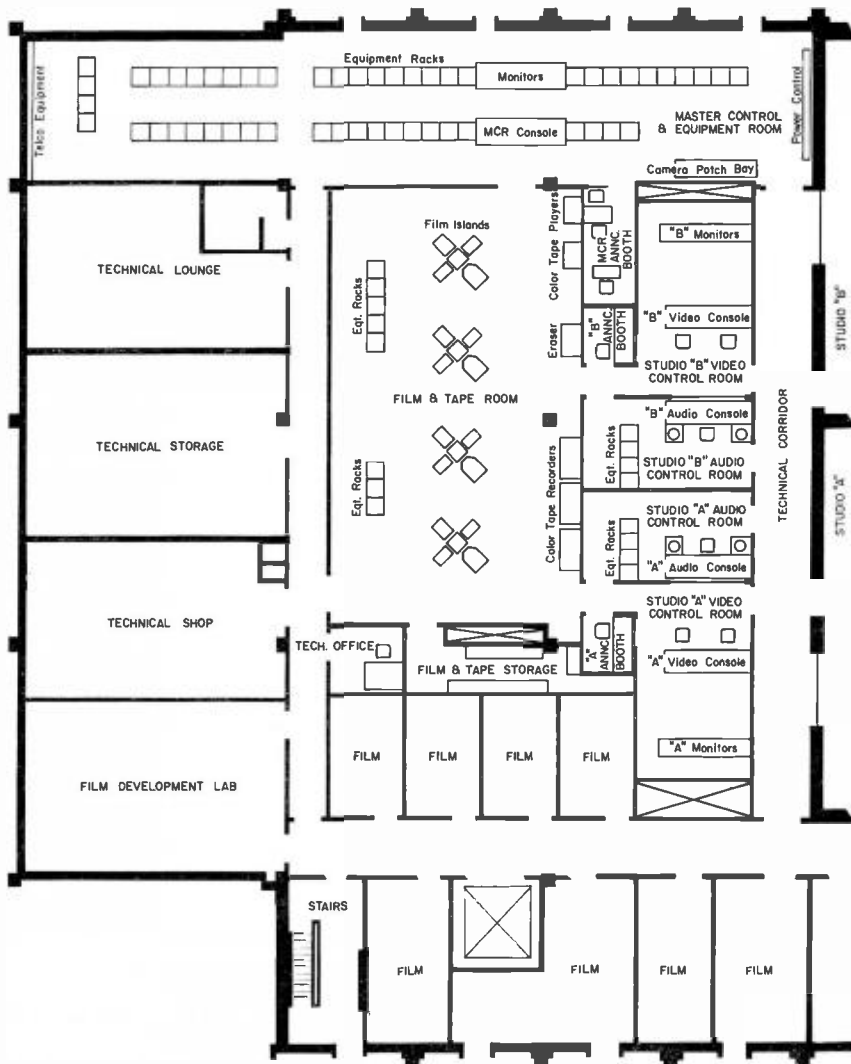 Telco Equipment
Equipment Racks
Monitors
MCR Console
MASTER CONTROL
& EQUIPMENT ROOM
Power Control
Camera Patch Bay
TECHNICAL LOUNGE
Film Islands
Eqt. Racks
Color Tape Players
MCR
ANNC.
BOOTH
"B" Monitors
"B" Video Console
STUDIO "B"
Eraser
"B"
ANNC.
BOOTH
STUDIO "B" VIDEO
CONTROL ROOM
TECHNICAL STORAGE
FILM & TAPE ROOM
"B" Audio Console
Eqt. Racks
STUDIO "B" AUDIO
CONTROL ROOM
TECHNICAL CORRIDOR
STUDIO "A"
Eqt. Racks
Color Tape Recorders
STUDIO "A" AUDIO
CONTROL ROOM
Eqt. Racks
"A" Audio Console
TECHNICAL SHOP
TECH. OFFICE
FILM & TAPE STORAGE
"A"
ANNC.
BOOTH
STUDIO "A" VIDEO
CONTROL ROOM
"A" Video Console
"A" Monitors
FILM DEVELOPMENT LAB
FILM
FILM
FILM
FILM
STAIRS
FILM
FILM
FILM
FILM